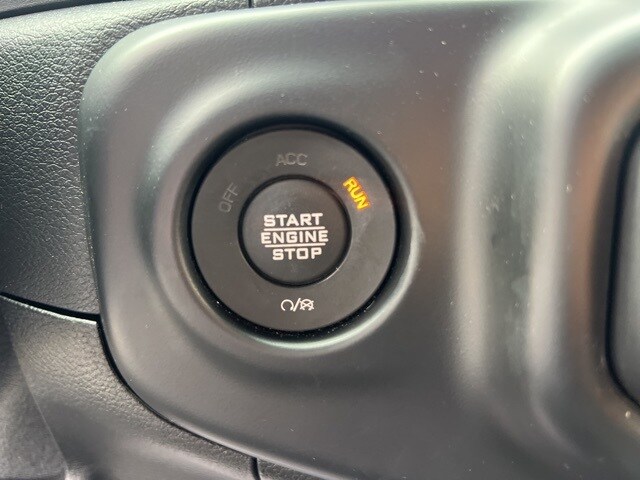 ACC
OFF
RUN
START
ENGINE
STOP